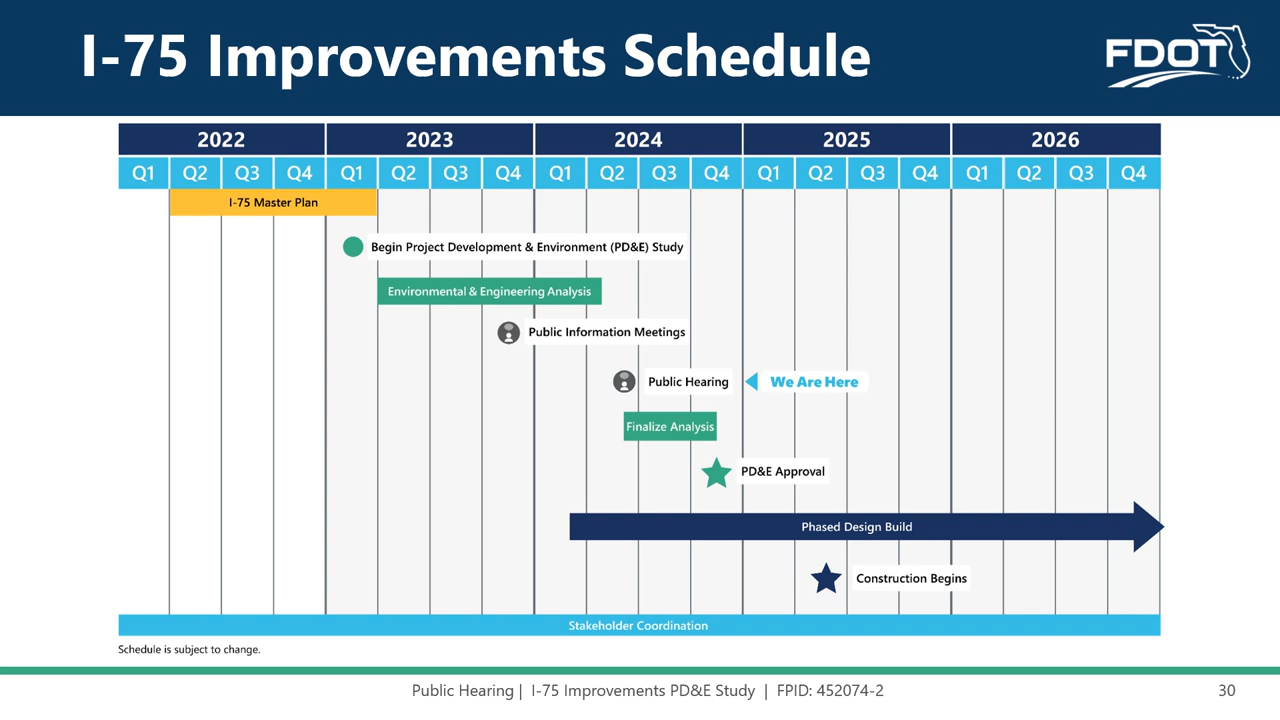 I-75 Improvements Schedule
FDOT
2022 2023 2024 2025 2026
Q1 Q2 Q3 Q4 Q1 Q2 Q3 Q4 Q1 Q2 Q3 Q4 Q1 Q2 Q3 Q4 Q1 Q2 Q3 Q4
I-75 Master Plan
Begin Project Development & Environment (PD&E) Study
Environmental & Engineering Analysis
Public Information Meetings
Public Hearing We Are Here
Finalize Analysis
PD&E Approval
Phased Design Build
Construction Begins
Stakeholder Coordination
Schedule is subject to change.
Public Hearing | I-75 Improvements PD&E Study | FPID: 452074-2 30